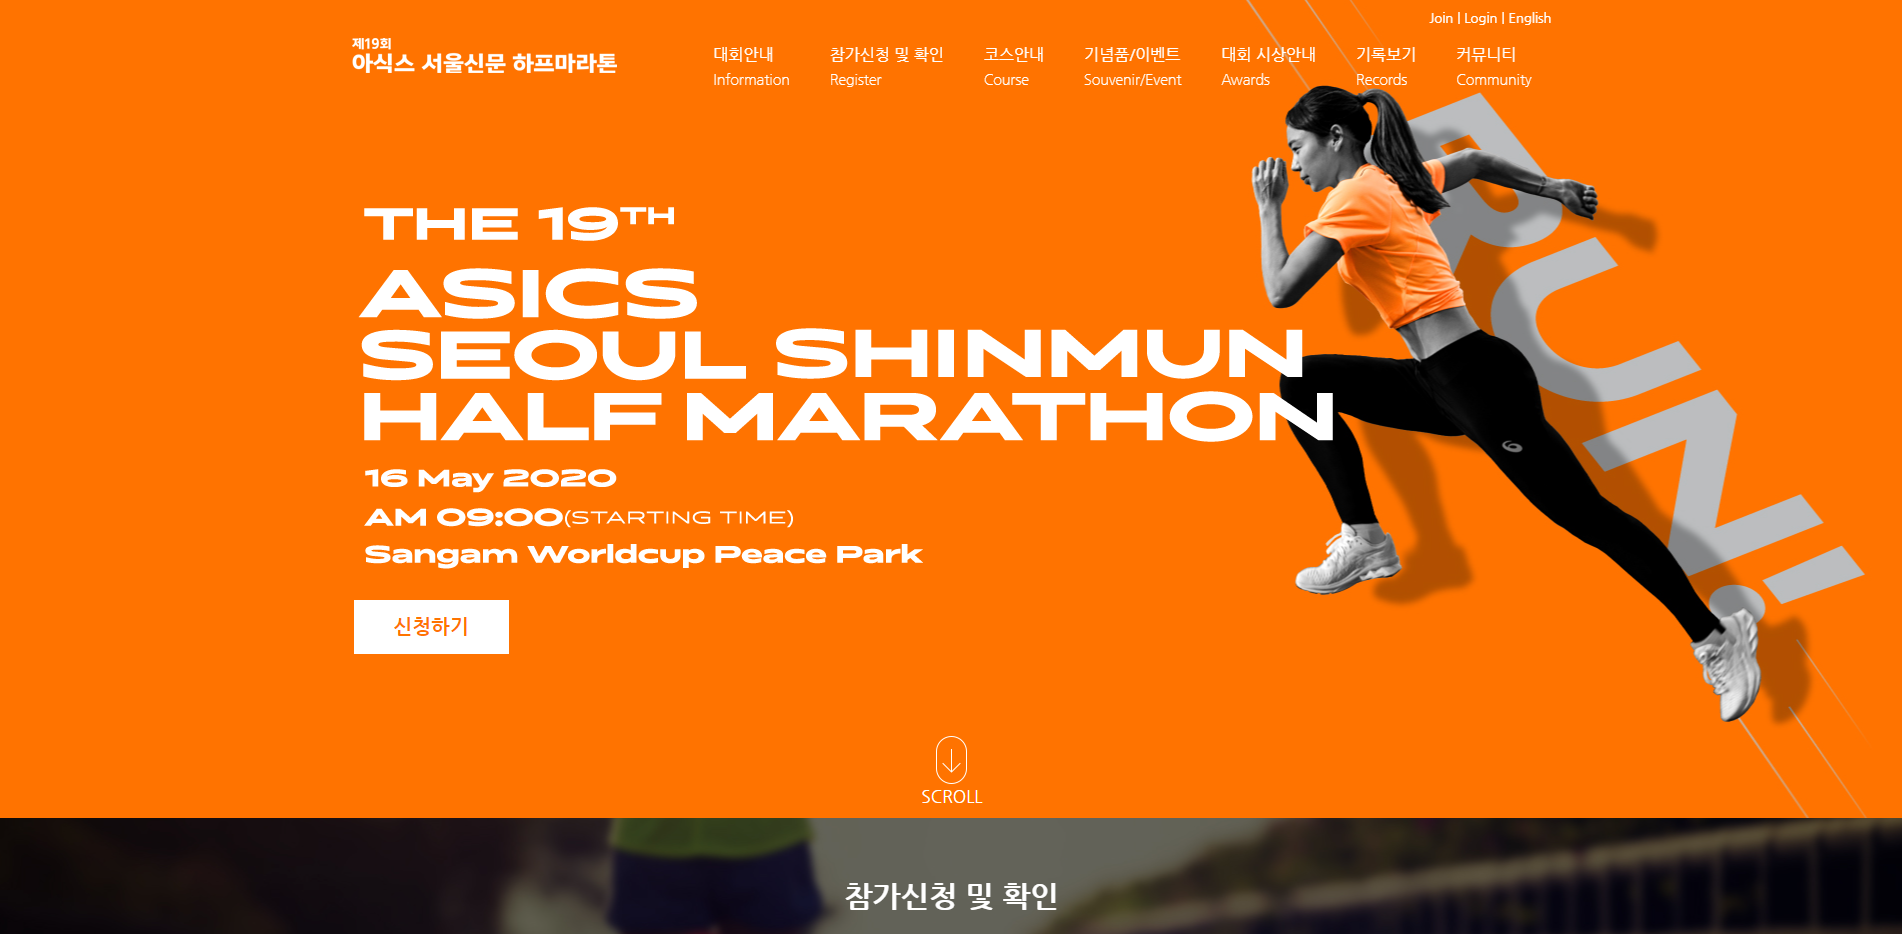 Join | Login | English
제19회
아식스 서울신문 하프마라톤
대회안내 참가신청 및 확인 코스안내 기념품/이벤트 대회 시상안내 기록보기 커뮤니티
Information Register Course Souvenir/Event Awards Records Community
RUN!
THE 19TH
ASICS
SEOUL SHINMUN
HALF MARATHON
16 May 2020
AM 09:00(STARTING TIME)
Sangam Worldcup Peace Park
신청하기
SCROLL
참가신청 및 확인